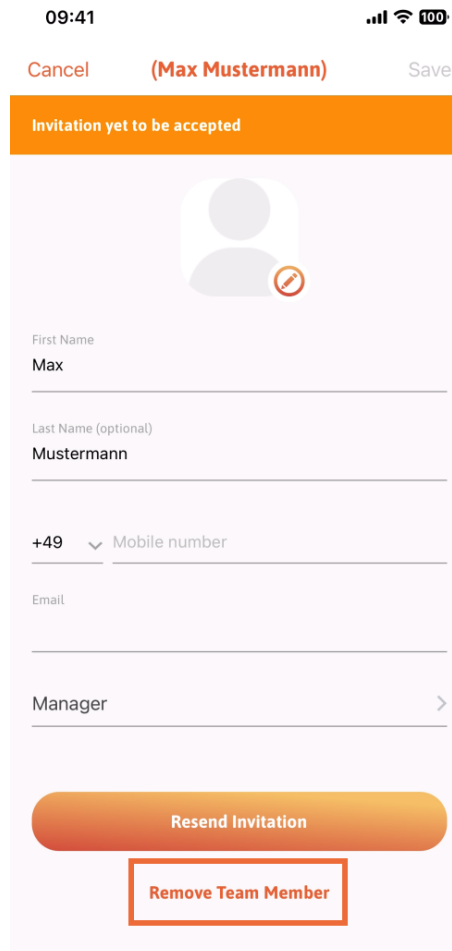 09:41
100
Cancel (Max Mustermann) Save
Invitation yet to be accepted
First Name
Max
Last Name (optional)
Mustermann
+49 Mobile number
Email
Manager
Resend Invitation
Remove Team Member